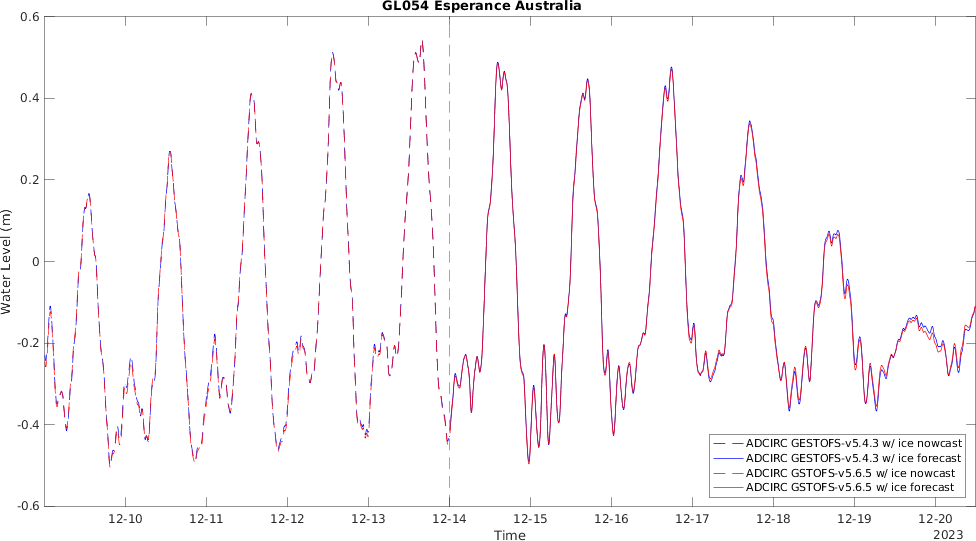 GL054 Esperance Australia
0.6
0.4
0.2
0
-0.2
-0.4
-0.6
Water Level (m)
ADCIRC GESTOFS-v5.4.3 w/ ice nowcast
ADCIRC GESTOFS-v5.4.3 w/ ice forecast
ADCIRC GSTOFS-v5.6.5 w/ ice nowcast
ADCIRC GSTOFS-v5.6.5 w/ ice forecast
12-10 12-11 12-12 12-13 12-14 12-15 12-16 12-17 12-18 12-19 12-20
Time
2023